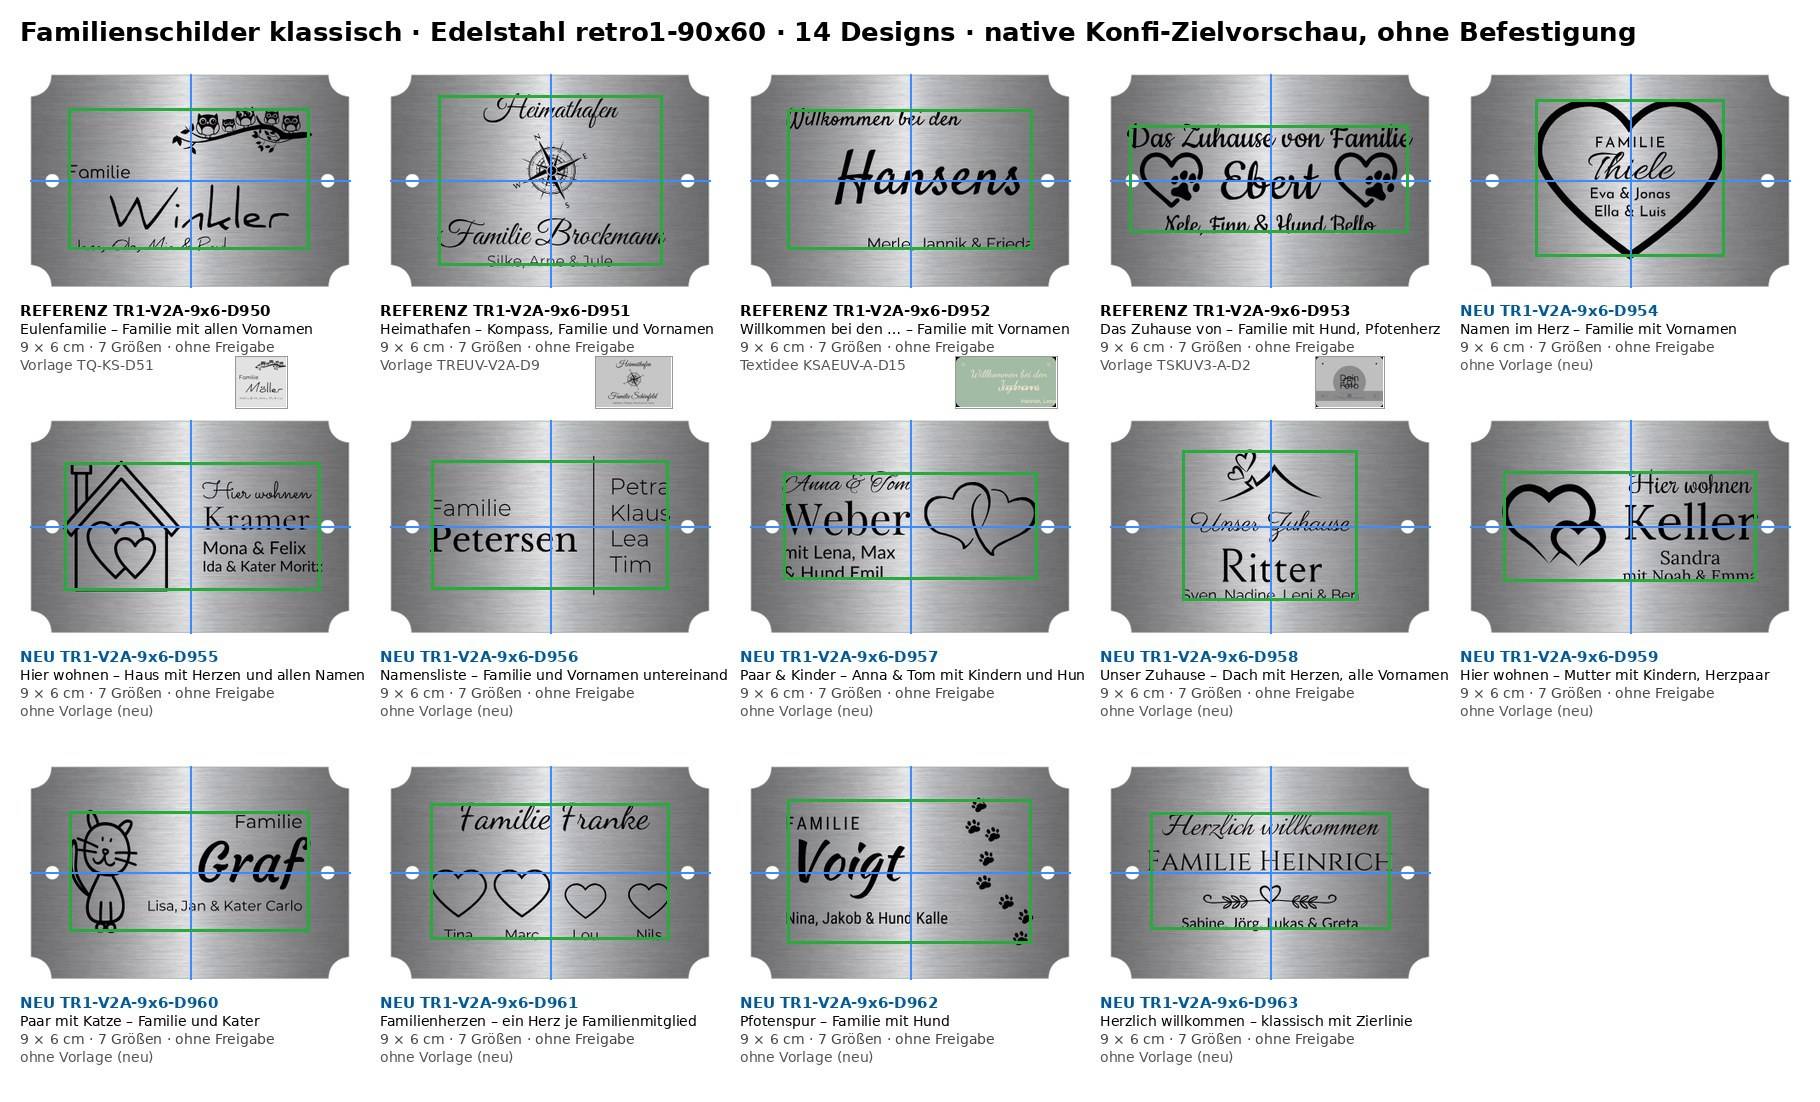 Familienschilder klassisch · Edelstahl retro1-90x60 · 14 Designs · native Konfi-Zielvorschau, ohne Befestigung
Familie
Winkler
REFERENZ TR1-V2A-9x6-D950
Eulenfamilie – Familie mit allen Vornamen
9 × 6 cm · 7 Größen · ohne Freigabe
Vorlage TQ-KS-D51
Familie
Möller
Heimathafen
N
E
S
W
Familie Brockmann
Silke, Arne & Jule
REFERENZ TR1-V2A-9x6-D951
Heimathafen – Kompass, Familie und Vornamen
9 × 6 cm · 7 Größen · ohne Freigabe
Vorlage TREUV-V2A-D9
Heimathafen
Familie Schönfeld
Willkommen bei den
Hansens
Merle, Jannik & Frieda
REFERENZ TR1-V2A-9x6-D952
Willkommen bei den ... – Familie mit Vornamen
9 × 6 cm · 7 Größen · ohne Freigabe
Textidee KSAEUV-A-D15
Willkommen bei den
Das Zuhause von Familie
Ebert
Nele, Finn & Hund Bello
REFERENZ TR1-V2A-9x6-D953
Das Zuhause von – Familie mit Hund, Pfotenherz
9 × 6 cm · 7 Größen · ohne Freigabe
Vorlage TSKUV3-A-D2
Dein
Foto
FAMILIE
Thiele
Eva & Jonas
Ella & Luis
NEU TR1-V2A-9x6-D954
Namen im Herz – Familie mit Vornamen
9 × 6 cm · 7 Größen · ohne Freigabe
ohne Vorlage (neu)
Hier wohnen
Kramer
Mona & Felix
Ida & Kater Moritz
NEU TR1-V2A-9x6-D955
Hier wohnen – Haus mit Herzen und allen Namen
9 × 6 cm · 7 Größen · ohne Freigabe
ohne Vorlage (neu)
Familie
Petersen
Petra
Klaus
Lea
Tim
NEU TR1-V2A-9x6-D956
Namensliste – Familie und Vornamen untereinand
9 × 6 cm · 7 Größen · ohne Freigabe
ohne Vorlage (neu)
Anna & Tom
Weber
mit Lena, Max
& Hund Emil
NEU TR1-V2A-9x6-D957
Paar & Kinder – Anna & Tom mit Kindern und Hun
9 × 6 cm · 7 Größen · ohne Freigabe
ohne Vorlage (neu)
Unser Zuhause
Ritter
Sven, Nadine, Leni & Ben
NEU TR1-V2A-9x6-D958
Unser Zuhause – Dach mit Herzen, alle Vornamen
9 × 6 cm · 7 Größen · ohne Freigabe
ohne Vorlage (neu)
Hier wohnen
Keller
Sandra
mit Noah & Emma
NEU TR1-V2A-9x6-D959
Hier wohnen – Mutter mit Kindern, Herzpaar
9 × 6 cm · 7 Größen · ohne Freigabe
ohne Vorlage (neu)
Familie
Graf
Lisa, Jan & Kater Carlo
NEU TR1-V2A-9x6-D960
Paar mit Katze – Familie und Kater
9 × 6 cm · 7 Größen · ohne Freigabe
ohne Vorlage (neu)
Familie Franke
Tina Marc Lou Nils
NEU TR1-V2A-9x6-D961
Familienherzen – ein Herz je Familienmitglied
9 × 6 cm · 7 Größen · ohne Freigabe
ohne Vorlage (neu)
FAMILIE
Voigt
Nina, Jakob & Hund Kalle
NEU TR1-V2A-9x6-D962
Pfotenspur – Familie mit Hund
9 × 6 cm · 7 Größen · ohne Freigabe
ohne Vorlage (neu)
Herzlich willkommen
FAMILIE HEINRICH
Sabine, Jörg, Lukas & Greta
NEU TR1-V2A-9x6-D963
Herzlich willkommen – klassisch mit Zierlinie
9 × 6 cm · 7 Größen · ohne Freigabe
ohne Vorlage (neu)